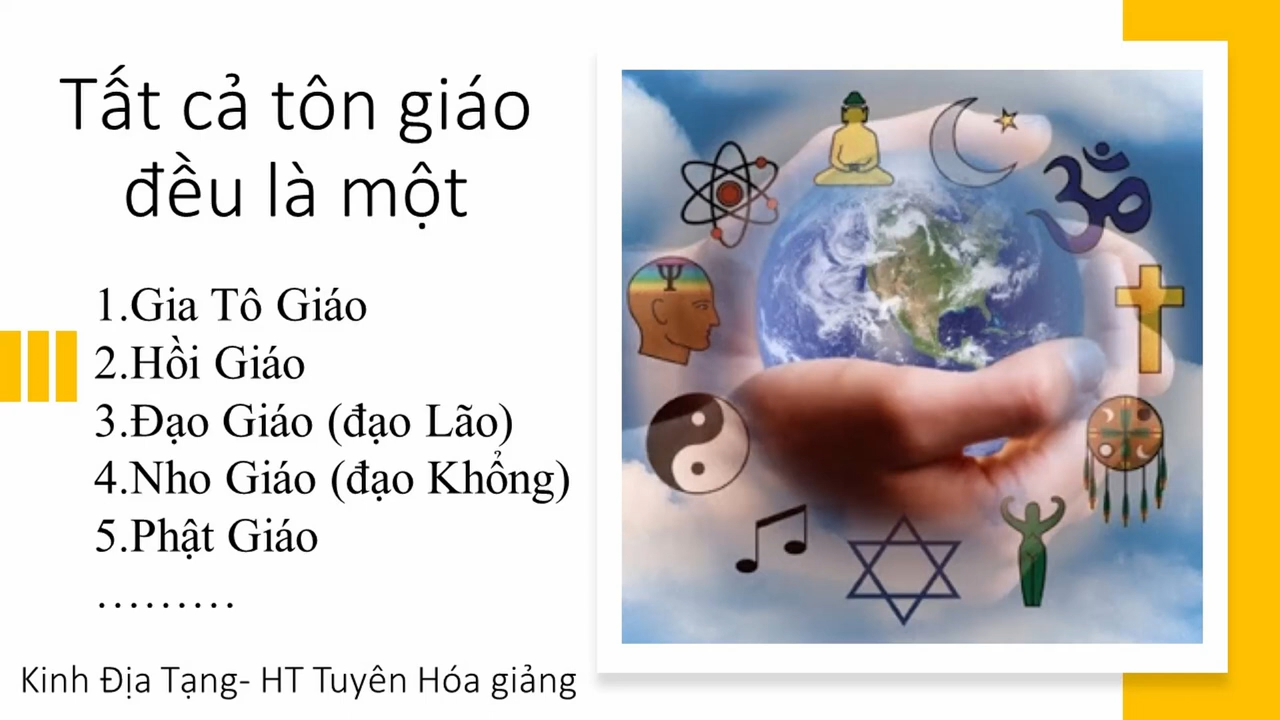 Tất cả tôn giáo
đều là một
1.Gia Tô Giáo
2.Hồi Giáo
3.Đạo Giáo (đạo Lão)
4.Nho Giáo (đạo Khổng)
5.Phật Giáo
.........
Kinh Địa Tạng- HT Tuyên Hóa giảng